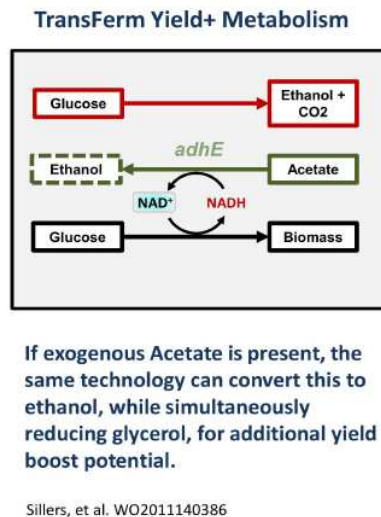 TransFerm Yield+ Metabolism
Glucose
Ethanol +
CO2
adhE
Ethanol
Acetate
NAD+
NADH
Glucose
Biomass
If exogenous Acetate is present, the
same technology can convert this to
ethanol, while simultaneously
reducing glycerol, for additional yield
boost potential.
Sillers, et al. WO2011140386